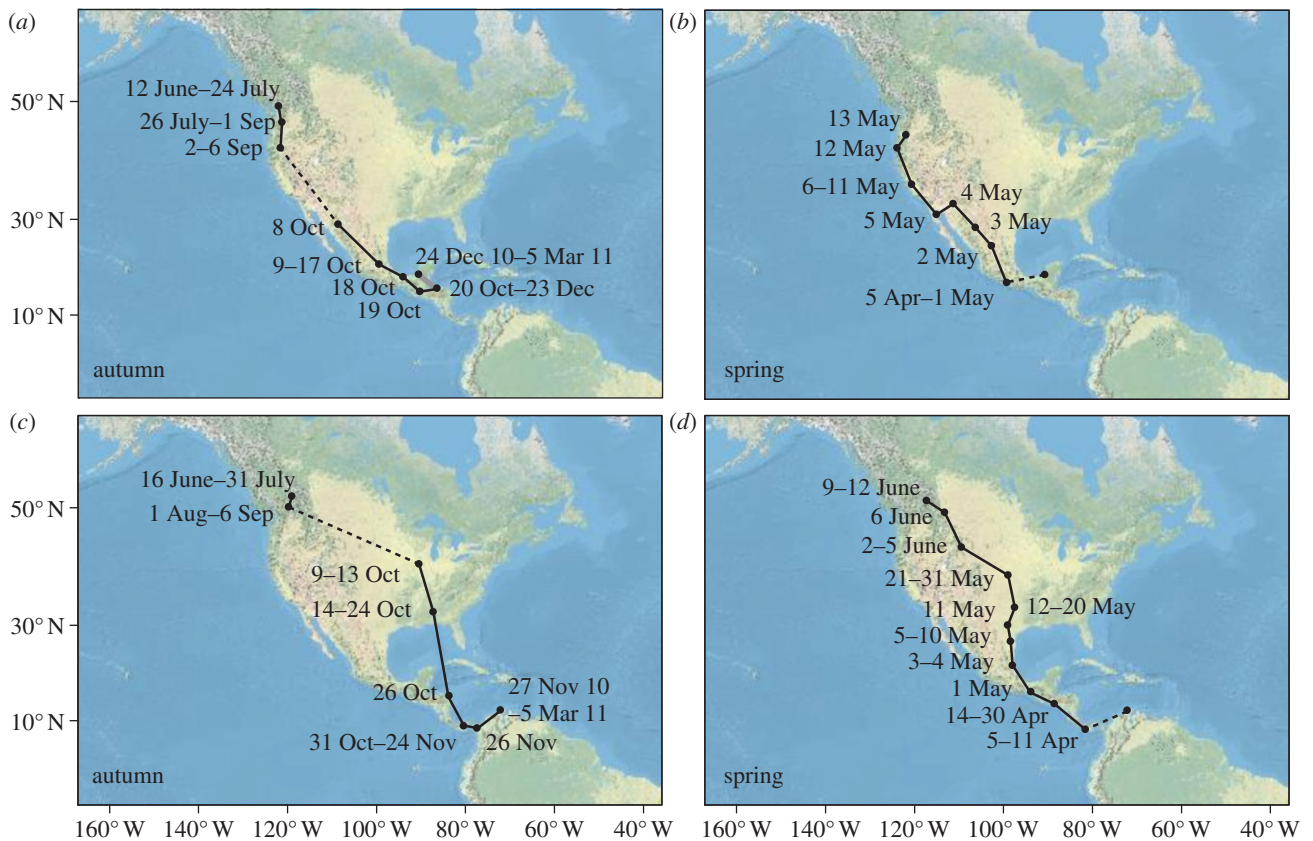 (a)
50° N
30° N
10° N
12 June–24 July
26 July–1 Sep
2–6 Sep
8 Oct
9–17 Oct
18 Oct
19 Oct
24 Dec 10–5 Mar 11
20 Oct–23 Dec
autumn
(b)
13 May
12 May
6–11 May
5 May
4 May
3 May
2 May
5 Apr–1 May
spring
(c)
50° N
30° N
10° N
16 June–31 July
1 Aug–6 Sep
9–13 Oct
14–24 Oct
26 Oct
27 Nov 10
–5 Mar 11
31 Oct–24 Nov
26 Nov
autumn
160° W 140° W 120° W 100° W 80° W 60° W 40° W
(d)
9–12 June
6 June
2–5 June
21–31 May
12–20 May
11 May
5–10 May
3–4 May
1 May
14–30 Apr
5–11 Apr
spring
160° W 140° W 120° W 100° W 80° W 60° W 40° W